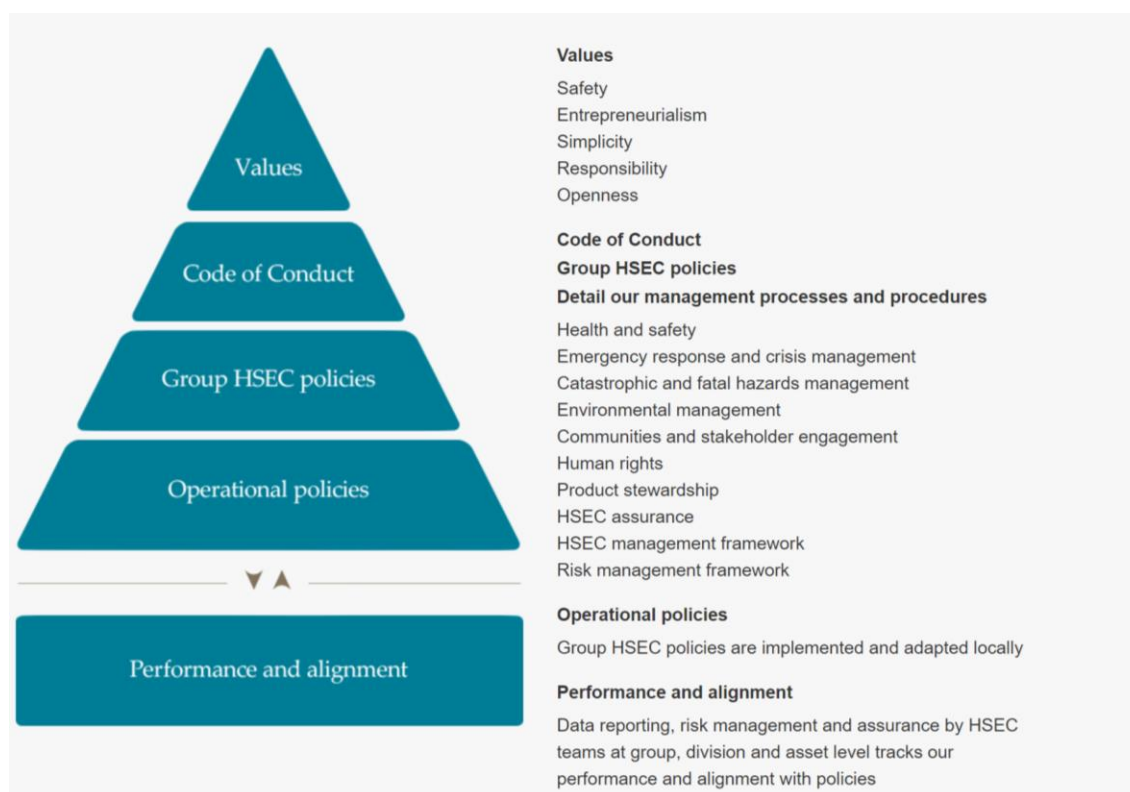 Values
Code of Conduct
Group HSEC policies
Operational policies
Performance and alignment
Values
Safety
Entrepreneurialism
Simplicity
Responsibility
Openness
Code of Conduct
Group HSEC policies
Detail our management processes and procedures
Health and safety
Emergency response and crisis management
Catastrophic and fatal hazards management
Environmental management
Communities and stakeholder engagement
Human rights
Product stewardship
HSEC assurance
HSEC management framework
Risk management framework
Operational policies
Group HSEC policies are implemented and adapted locally
Performance and alignment
Data reporting, risk management and assurance by HSEC
teams at group, division and asset level tracks our
performance and alignment with policies